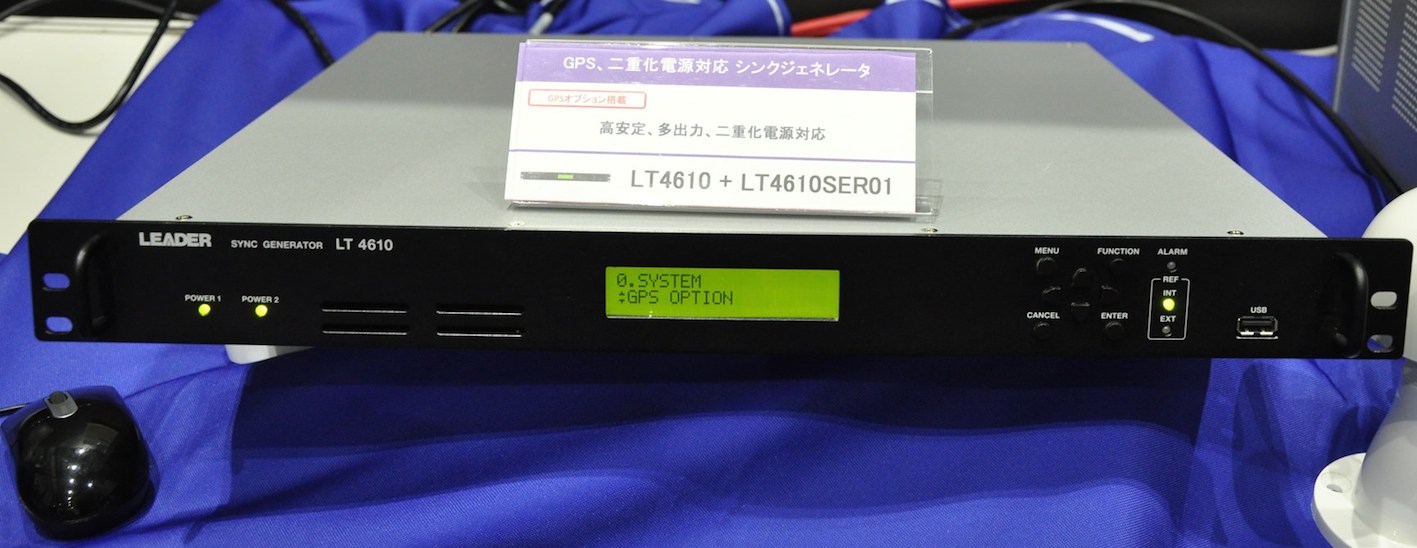 GPS、二重化電源対応 シンクジェネレータ
GPSオプション搭載
高安定、多出力、二重化電源対応
LT4610 + LT4610SER01
LEADER SYNC GENERATOR LT 4610
POWER 1 POWER 2
0.SYSTEM
GPS OPTION
MENU FUNCTION ALARM
REF
INT
CANCEL ENTER EXT
USB